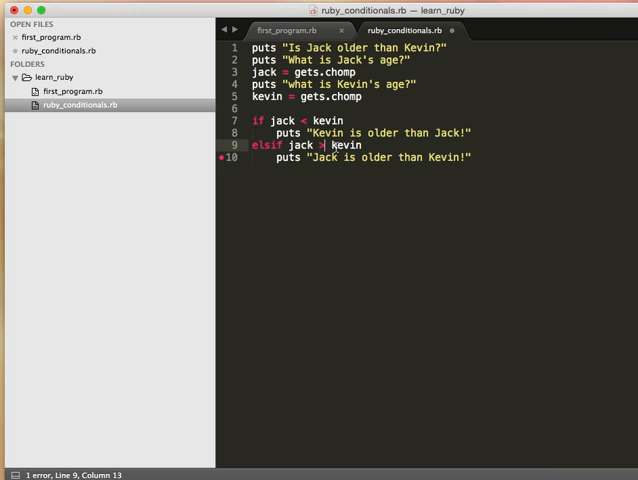 ruby_conditionals.rb — learn_ruby
OPEN FILES
first_program.rb
ruby_conditionals.rb
FOLDERS
learn_ruby
first_program.rb
ruby_conditionals.rb
first_program.rb
ruby_conditionals.rb
1 puts "Is Jack older than Kevin?"
2 puts "What is Jack's age?"
3 jack = gets.chomp
4 puts "what is Kevin's age?"
5 kevin = gets.chomp
6
7 if jack < kevin
8 puts "Kevin is older than Jack!"
9 elsif jack > kevin
10 puts "Jack is older than Kevin!"
1 error, Line 9, Column 13